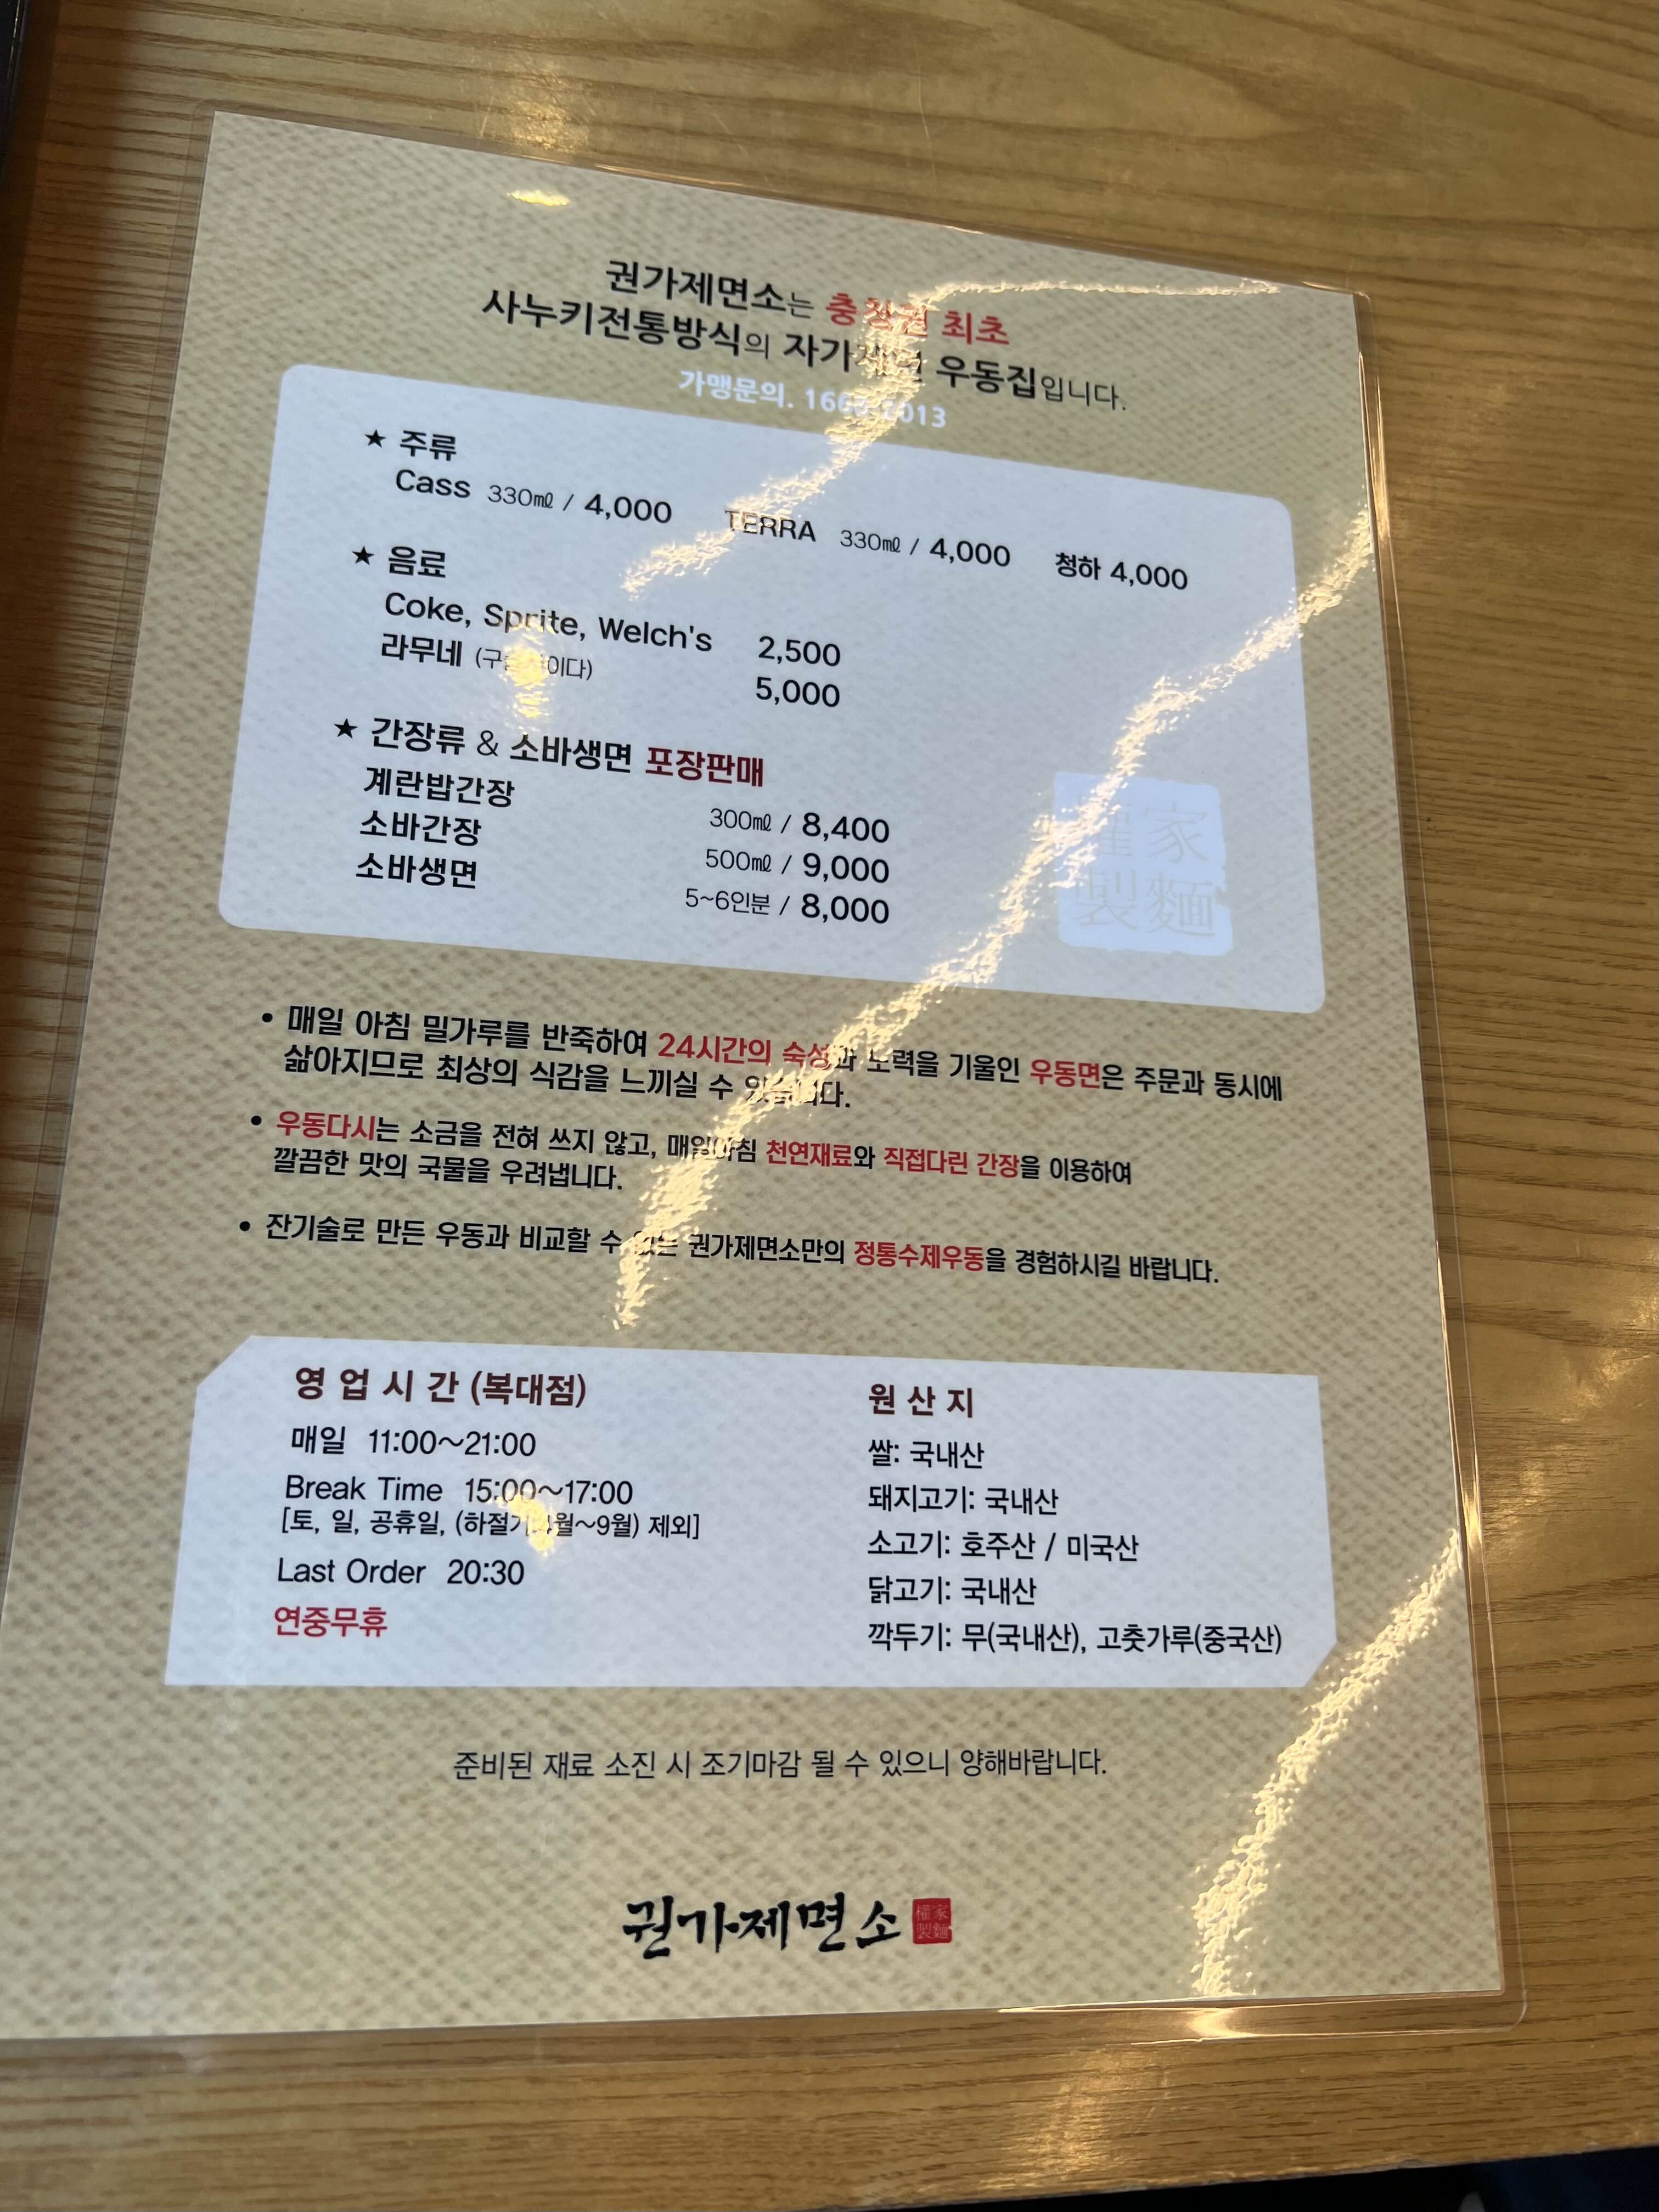 권가제면소는 충청권 최초
사누키전통방식의 자가제면 우동집입니다.
가맹문의.
★ 주류
Cass 330㎖ / 4,000 TERRA 330㎖ / 4,000 청하 4,000
★ 음료
Coke, Sprite, Welch's 2,500
라무네 (구슬사이다) 5,000
★ 간장류 & 소바생면 포장판매
계란밥간장 300㎖ / 8,400
소바간장 500㎖ / 9,000
소바생면 5~6인분 / 8,000
權家
製麵
• 매일 아침 밀가루를 반죽하여 24시간의 숙성과 노력을 기울인 우동면은 주문과 동시에
삶아지므로 최상의 식감을 느끼실 수 있습니다.
• 우동다시는 소금을 전혀 쓰지 않고, 매일아침 천연재료와 직접다린 간장을 이용하여
깔끔한 맛의 국물을 우려냅니다.
• 잔기술로 만든 우동과 비교할 수 없는 권가제면소만의 정통수제우동을 경험하시길 바랍니다.
영 업 시 간 (복대점)
매일 11:00~21:00
Break Time 15:00~17:00
[토, 일, 공휴일, (하절기 4월~9월) 제외]
Last Order 20:30
연중무휴
원 산 지
쌀: 국내산
돼지고기: 국내산
소고기: 호주산 / 미국산
닭고기: 국내산
깍두기: 무(국내산), 고춧가루(중국산)
준비된 재료 소진 시 조기마감 될 수 있으니 양해바랍니다.
권가제면소 權家
製麵